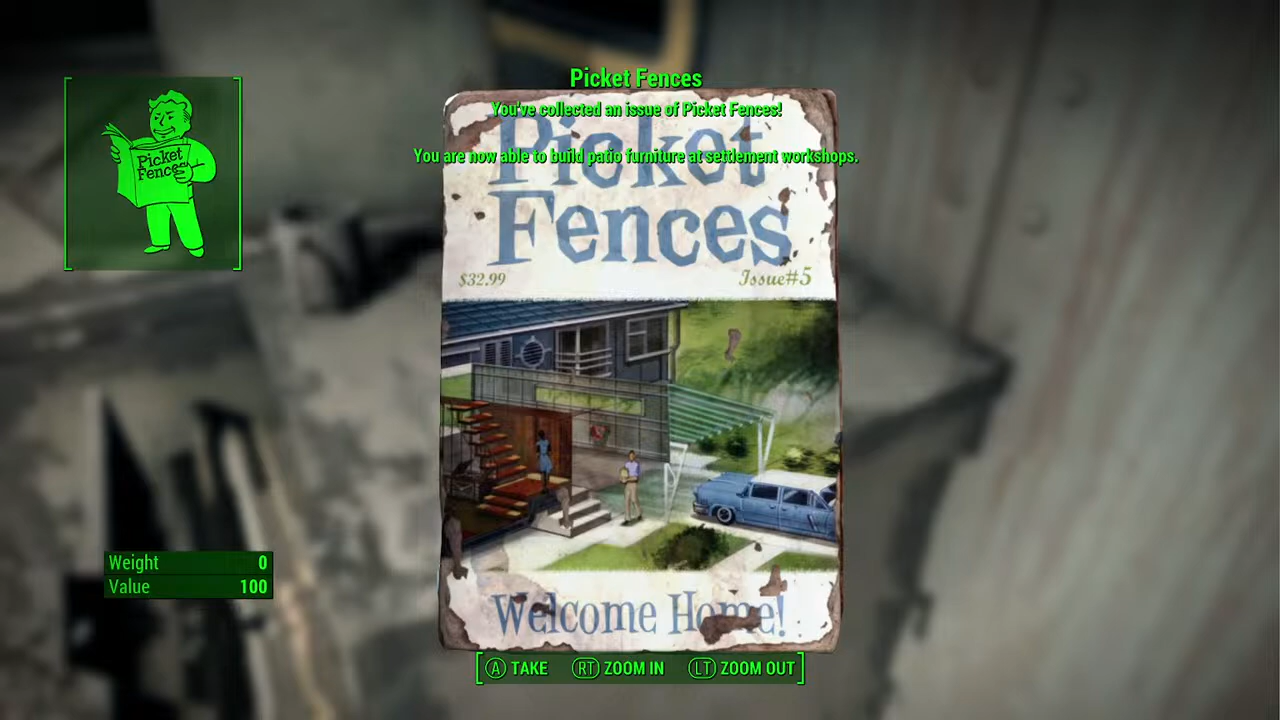 Picket Fences
You've collected an issue of Picket Fences!
You are now able to build patio furniture at settlement workshops.
Picket
Fences
Picket
Fences
$32.99
Issue#5
Welcome Home!
Weight 0
Value 100
A TAKE RT ZOOM IN LT ZOOM OUT